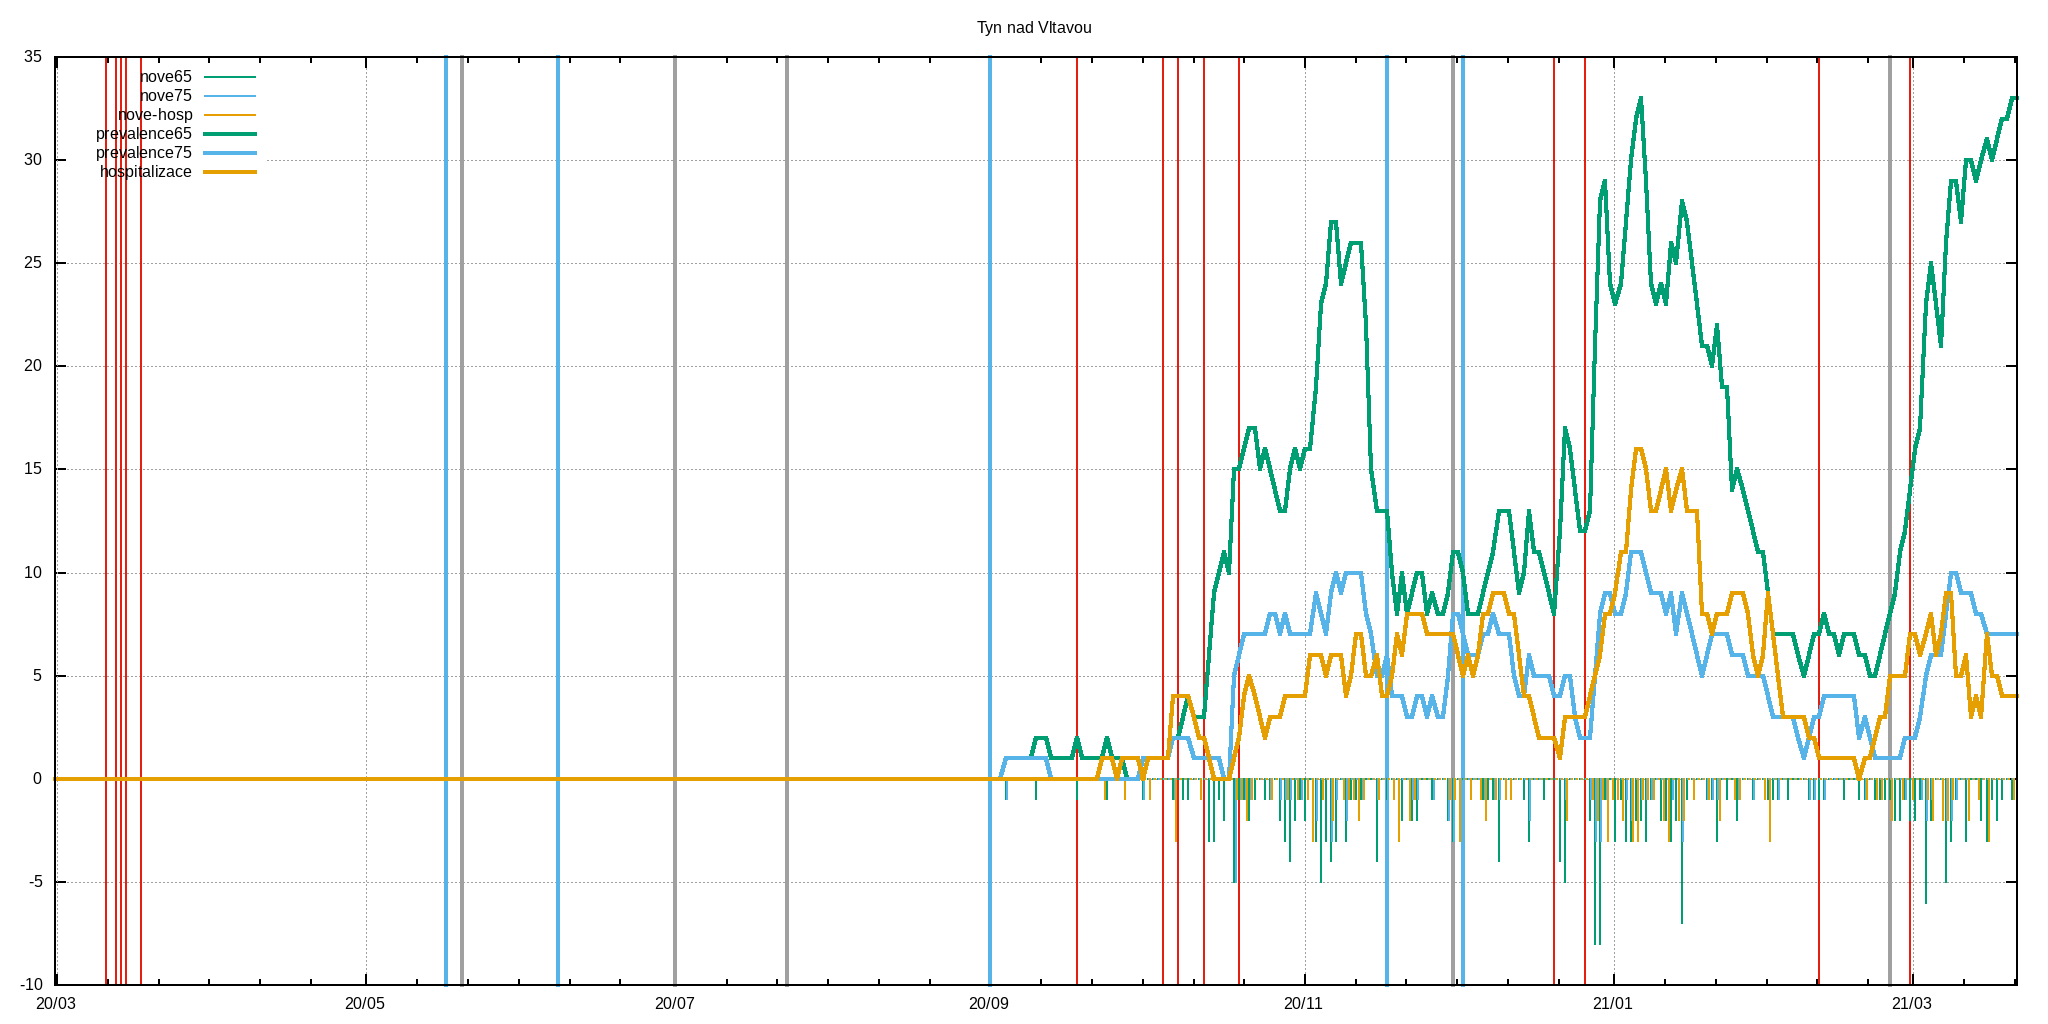 Tyn nad Vltavou
35
nove65
nove75
nove-hosp
prevalence65
prevalence75
hospitalizace
30
25
20
15
10
5
0
-5
-10
20/03 20/05 20/07 20/09 20/11 21/01 21/03